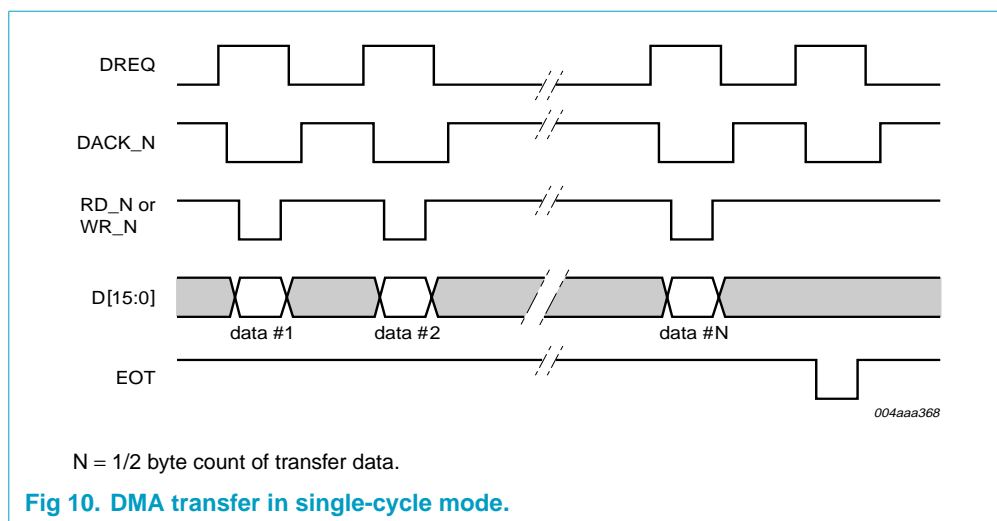 DREQ
DACK_N
RD_N or
WR_N
D[15:0]
data #1
data #2
data #N
EOT
004aaa368
N = 1/2 byte count of transfer data.
Fig 10. DMA transfer in single-cycle mode.